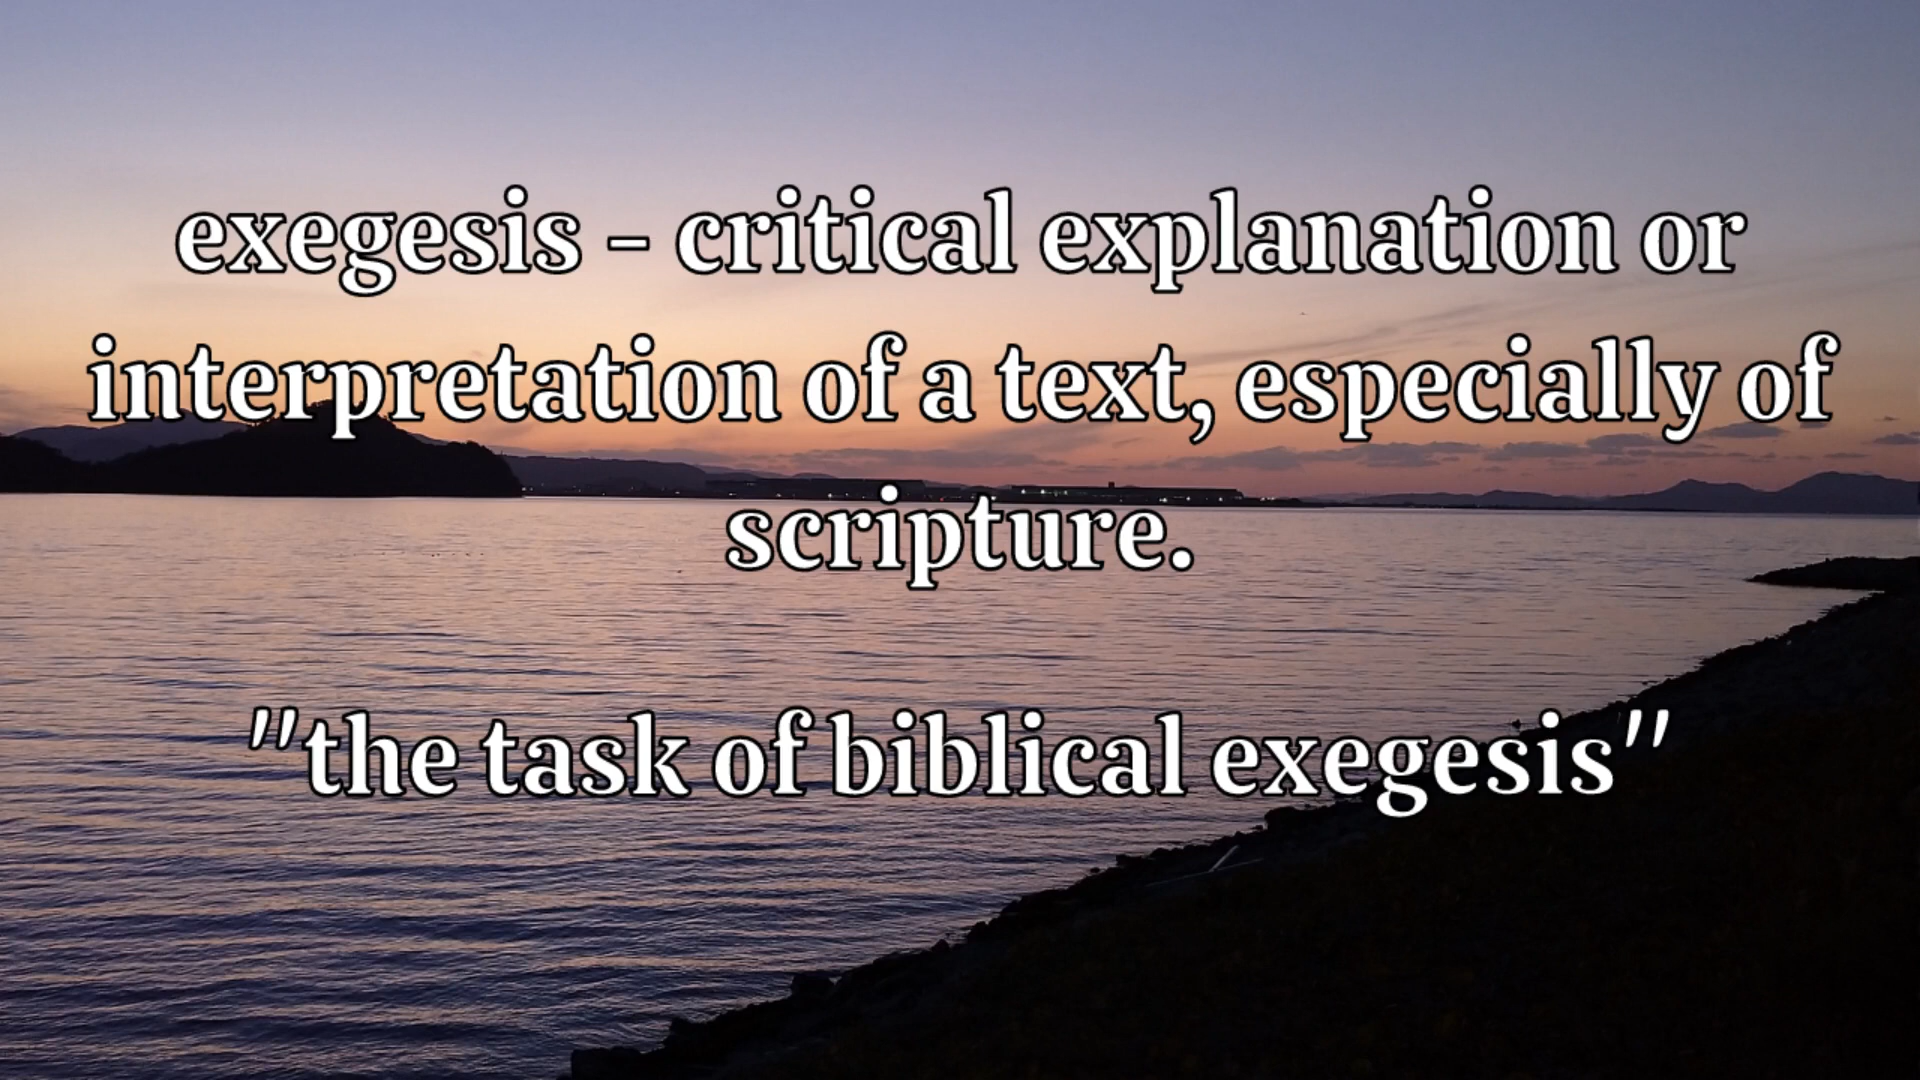 exegesis - critical explanation or
interpretation of a text, especially of
scripture.
"the task of biblical exegesis"